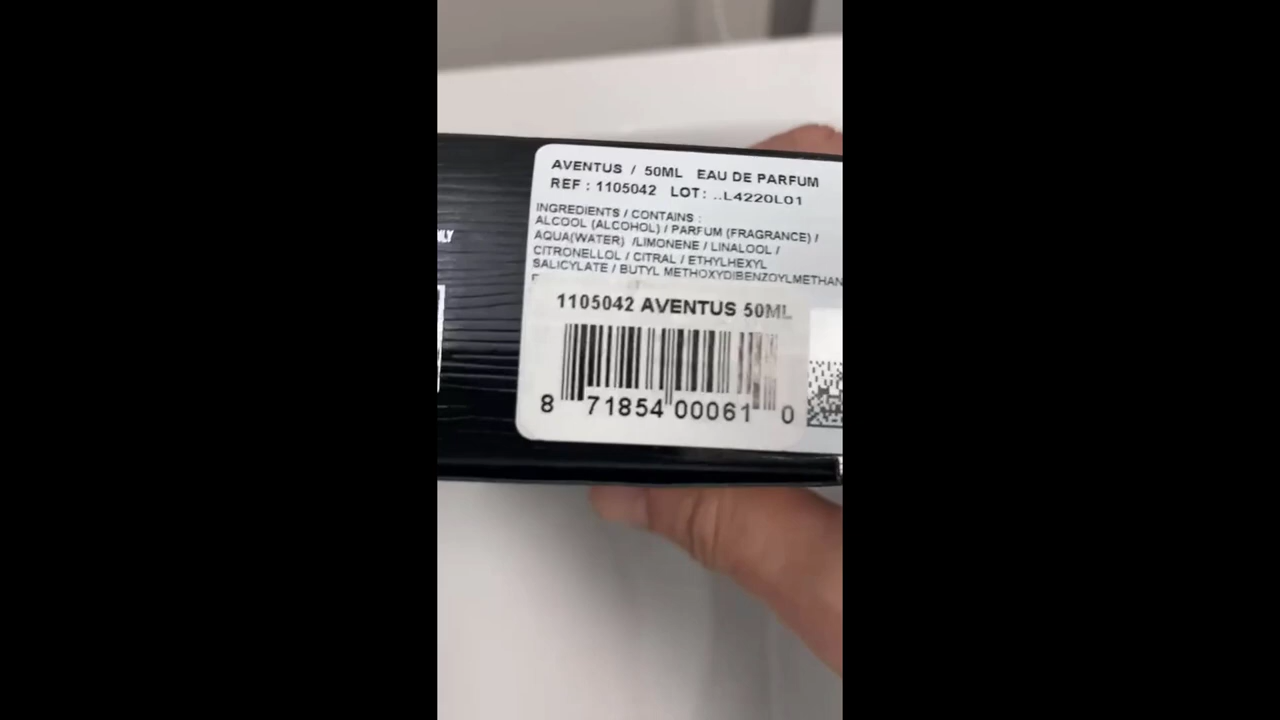 AVENTUS / 50ML EAU DE PARFUM
REF : 1105042 LOT: ..L4220L01
INGREDIENTS / CONTAINS :
ALCOOL (ALCOHOL) / PARFUM (FRAGRANCE) /
AQUA(WATER) /LIMONENE / LINALOOL /
CITRONELLOL / CITRAL / ETHYLHEXYL
SALICYLATE / BUTYL METHOXYDIBENZOYLMETHAN
1105042 AVENTUS 50ML
8 71854 00061 0